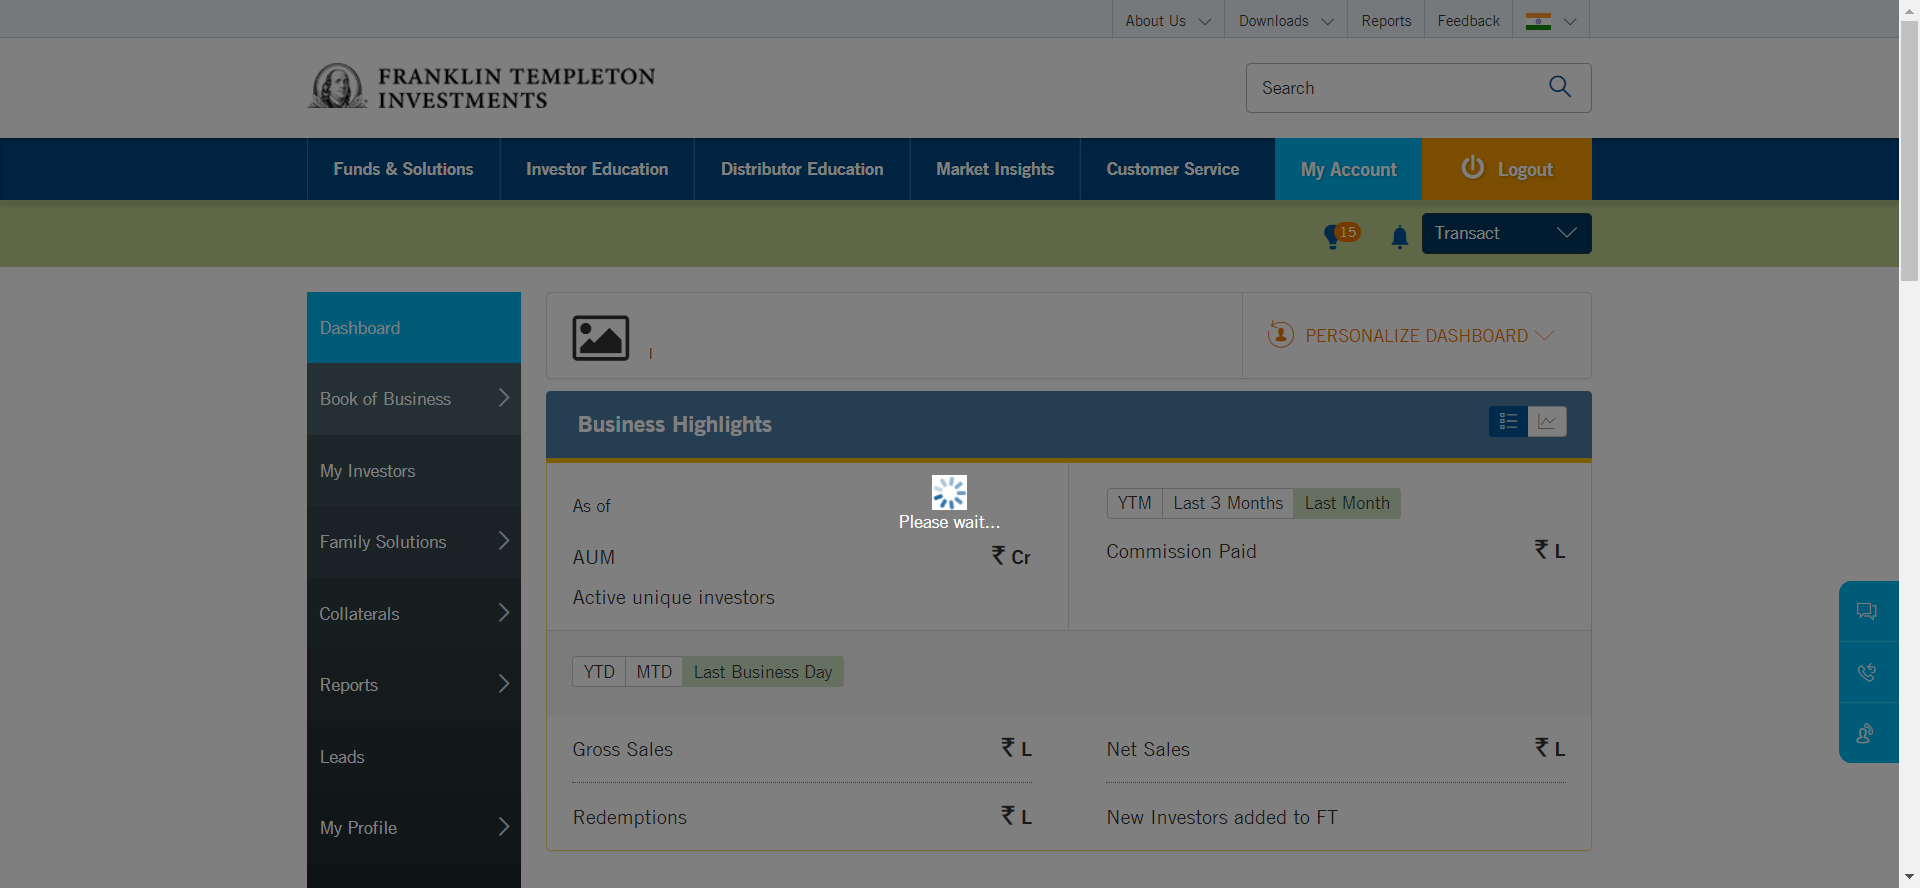 About Us
Downloads
Reports
Feedback
FRANKLIN TEMPLETON
INVESTMENTS
Search
Funds & Solutions
Investor Education
Distributor Education
Market Insights
Customer Service
My Account
Logout
15
Transact
Dashboard
Book of Business
My Investors
Family Solutions
Collaterals
Reports
Leads
My Profile
PERSONALIZE DASHBOARD
Business Highlights
As of
Please wait...
AUM
₹ Cr
Active unique investors
YTM
Last 3 Months
Last Month
Commission Paid
₹ L
YTD
MTD
Last Business Day
Gross Sales
₹ L
Net Sales
₹ L
Redemptions
₹ L
New Investors added to FT